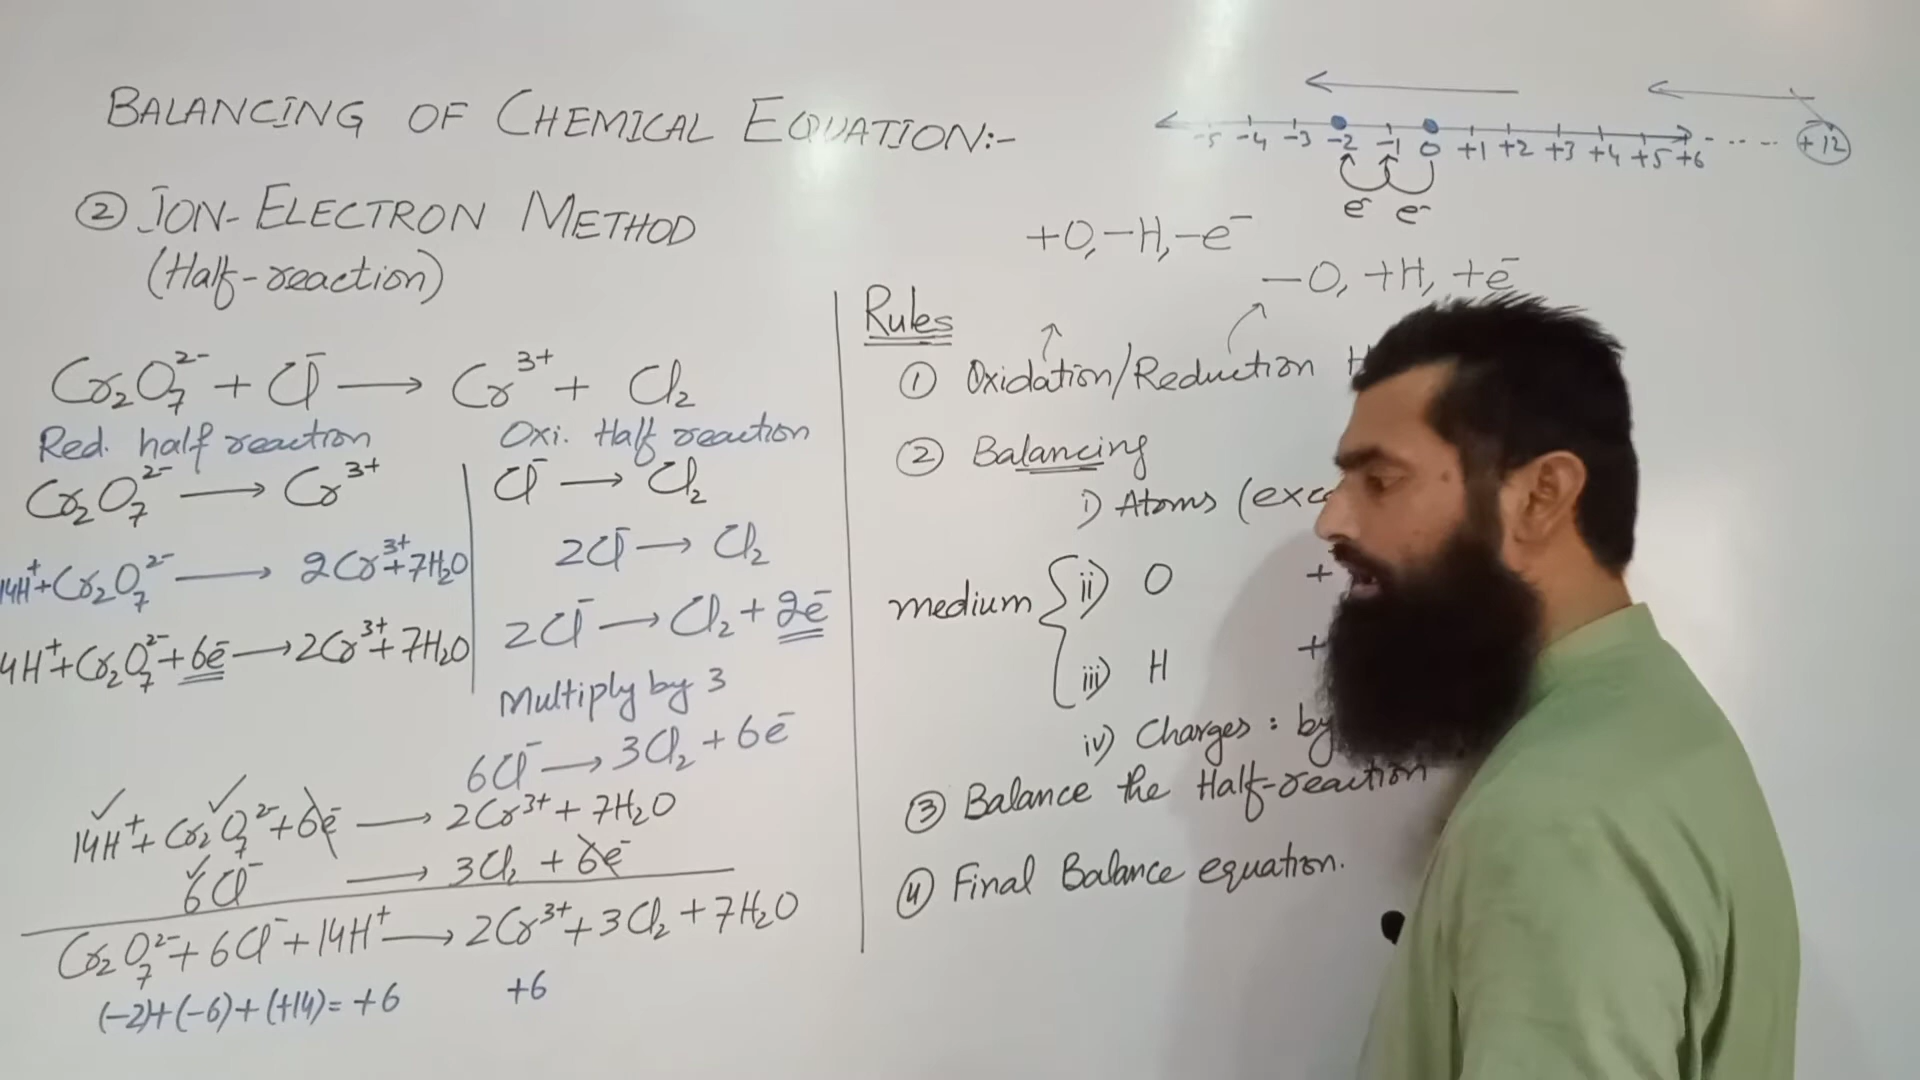 BALANCING OF CHEMICAL EQUATION:-
② ION-ELECTRON METHOD
(Half-reaction)
Cr₂O₇²⁻ + Cl⁻ ⟶ Cr³⁺ + Cl₂
Red. half reaction
Cr₂O₇²⁻ ⟶ Cr³⁺
14H⁺+Cr₂O₇²⁻ ⟶ 2Cr³⁺+7H₂O
4H⁺+Cr₂O₇²⁻+6e⁻ ⟶ 2Cr³⁺+7H₂O
Oxi. Half reaction
Cl⁻ ⟶ Cl₂
2Cl⁻ ⟶ Cl₂
2Cl⁻ ⟶ Cl₂ + 2e⁻
Multiply by 3
6Cl⁻ ⟶ 3Cl₂ + 6e⁻
14H⁺+Cr₂O₇²⁻+6e⁻ ⟶ 2Cr³⁺+7H₂O
6Cl⁻ ⟶ 3Cl₂ + 6e⁻
Cr₂O₇²⁻+6Cl⁻+14H⁺ ⟶ 2Cr³⁺+3Cl₂+7H₂O
(-2)+(-6)+(+14)=+6 +6
-5 -4 -3 -2 -1 0 +1 +2 +3 +4 +5 +6 ..... +12
e⁻ e⁻
+O, -H, -e⁻
-O, +H, +e⁻
Rules
① Oxidation/Reduction
② Balancing
i) Atoms
medium
ii) O +
iii) H +
iv) Charges: by
③ Balance the Half-reaction
④ Final Balance equation.